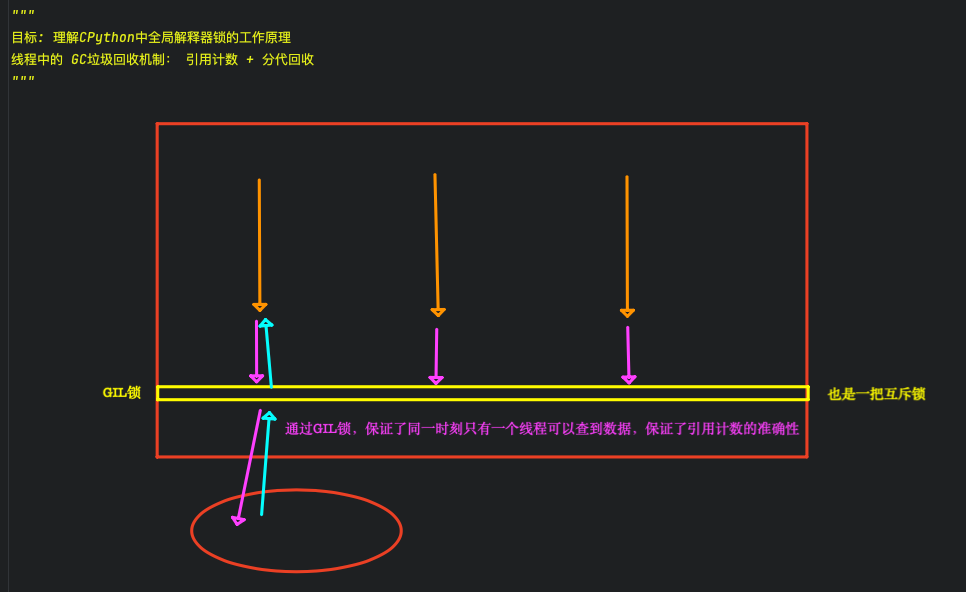 """
目标: 理解CPython中全局解释器锁的工作原理
线程中的 GC垃圾回收机制: 引用计数 + 分代回收
"""
GIL锁
也是一把互斥锁
通过GIL锁，保证了同一时刻只有一个线程可以查到数据，保证了引用计数的准确性